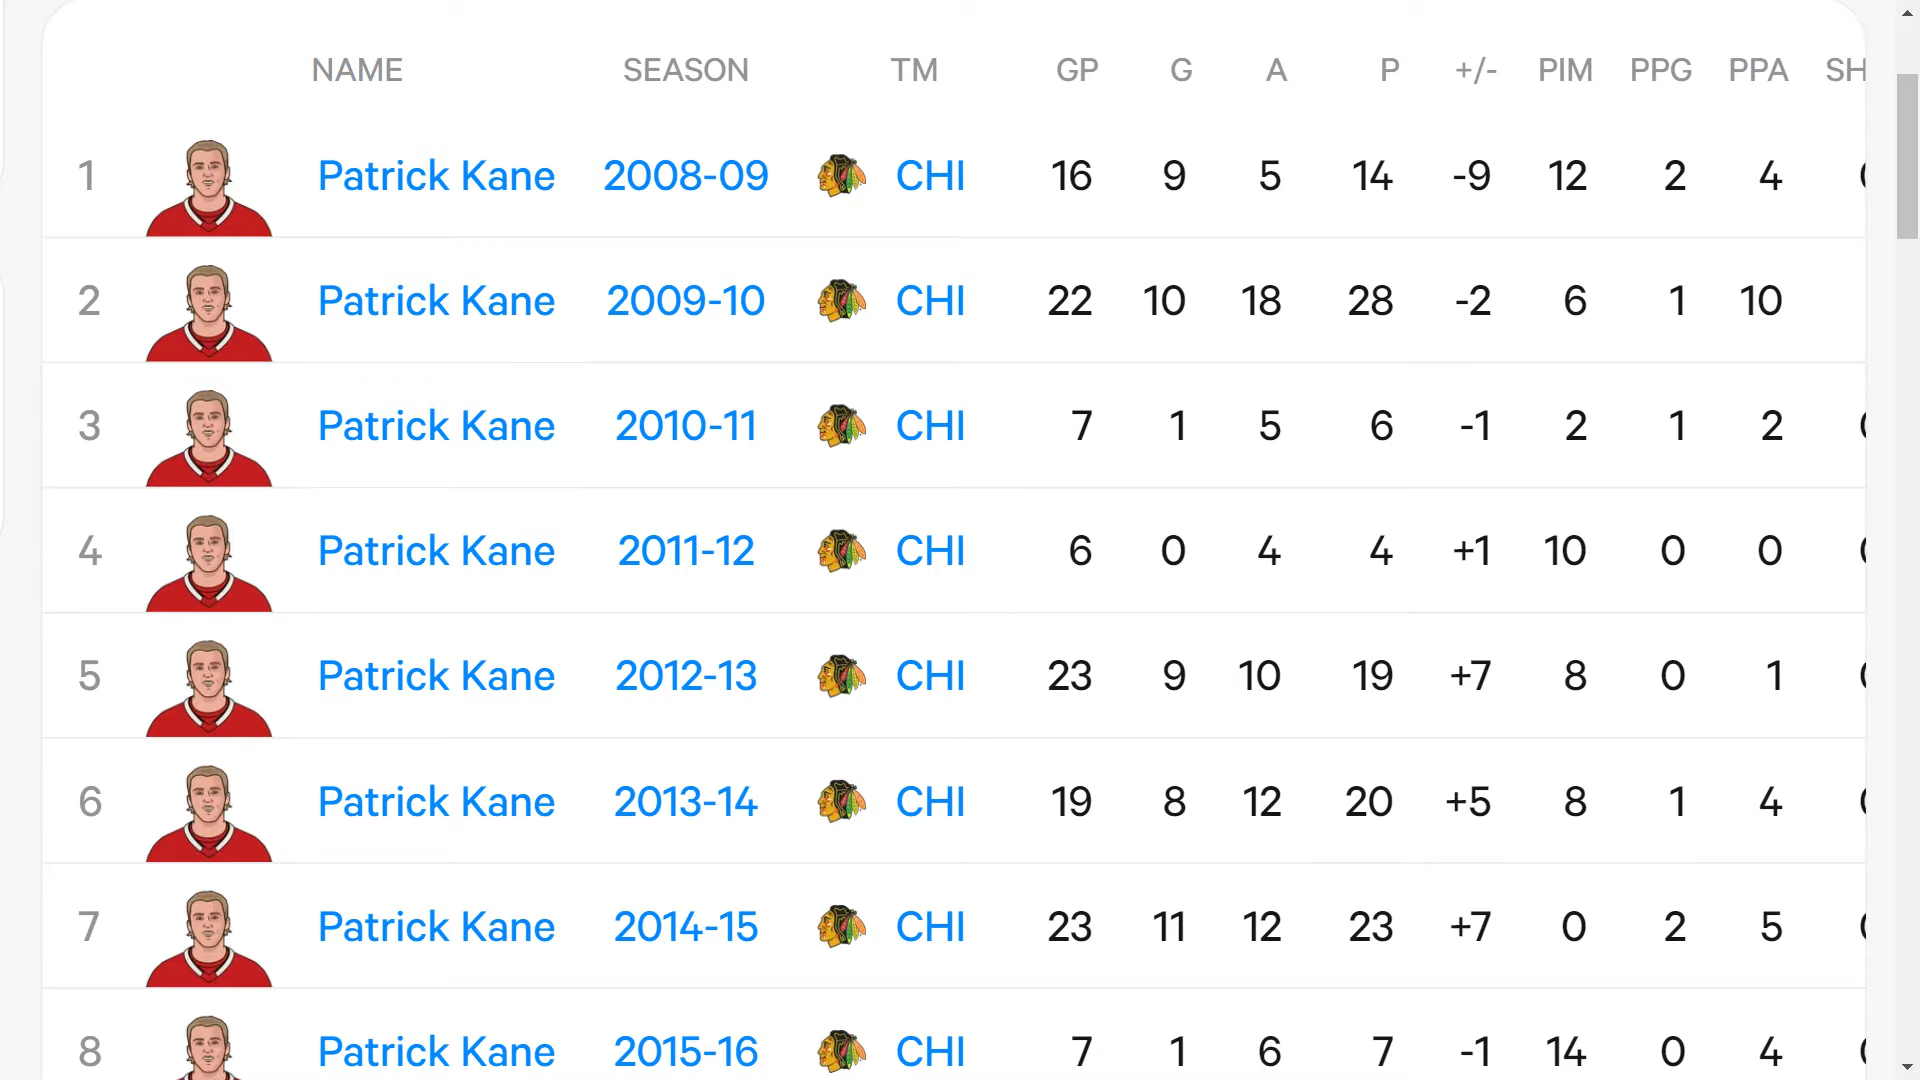 NAME SEASON TM GP G A P +/- PIM PPG PPA SH
1 Patrick Kane 2008-09 CHI 16 9 5 14 -9 12 2 4
2 Patrick Kane 2009-10 CHI 22 10 18 28 -2 6 1 10
3 Patrick Kane 2010-11 CHI 7 1 5 6 -1 2 1 2
4 Patrick Kane 2011-12 CHI 6 0 4 4 +1 10 0 0
5 Patrick Kane 2012-13 CHI 23 9 10 19 +7 8 0 1
6 Patrick Kane 2013-14 CHI 19 8 12 20 +5 8 1 4
7 Patrick Kane 2014-15 CHI 23 11 12 23 +7 0 2 5
8 Patrick Kane 2015-16 CHI 7 1 6 7 -1 14 0 4